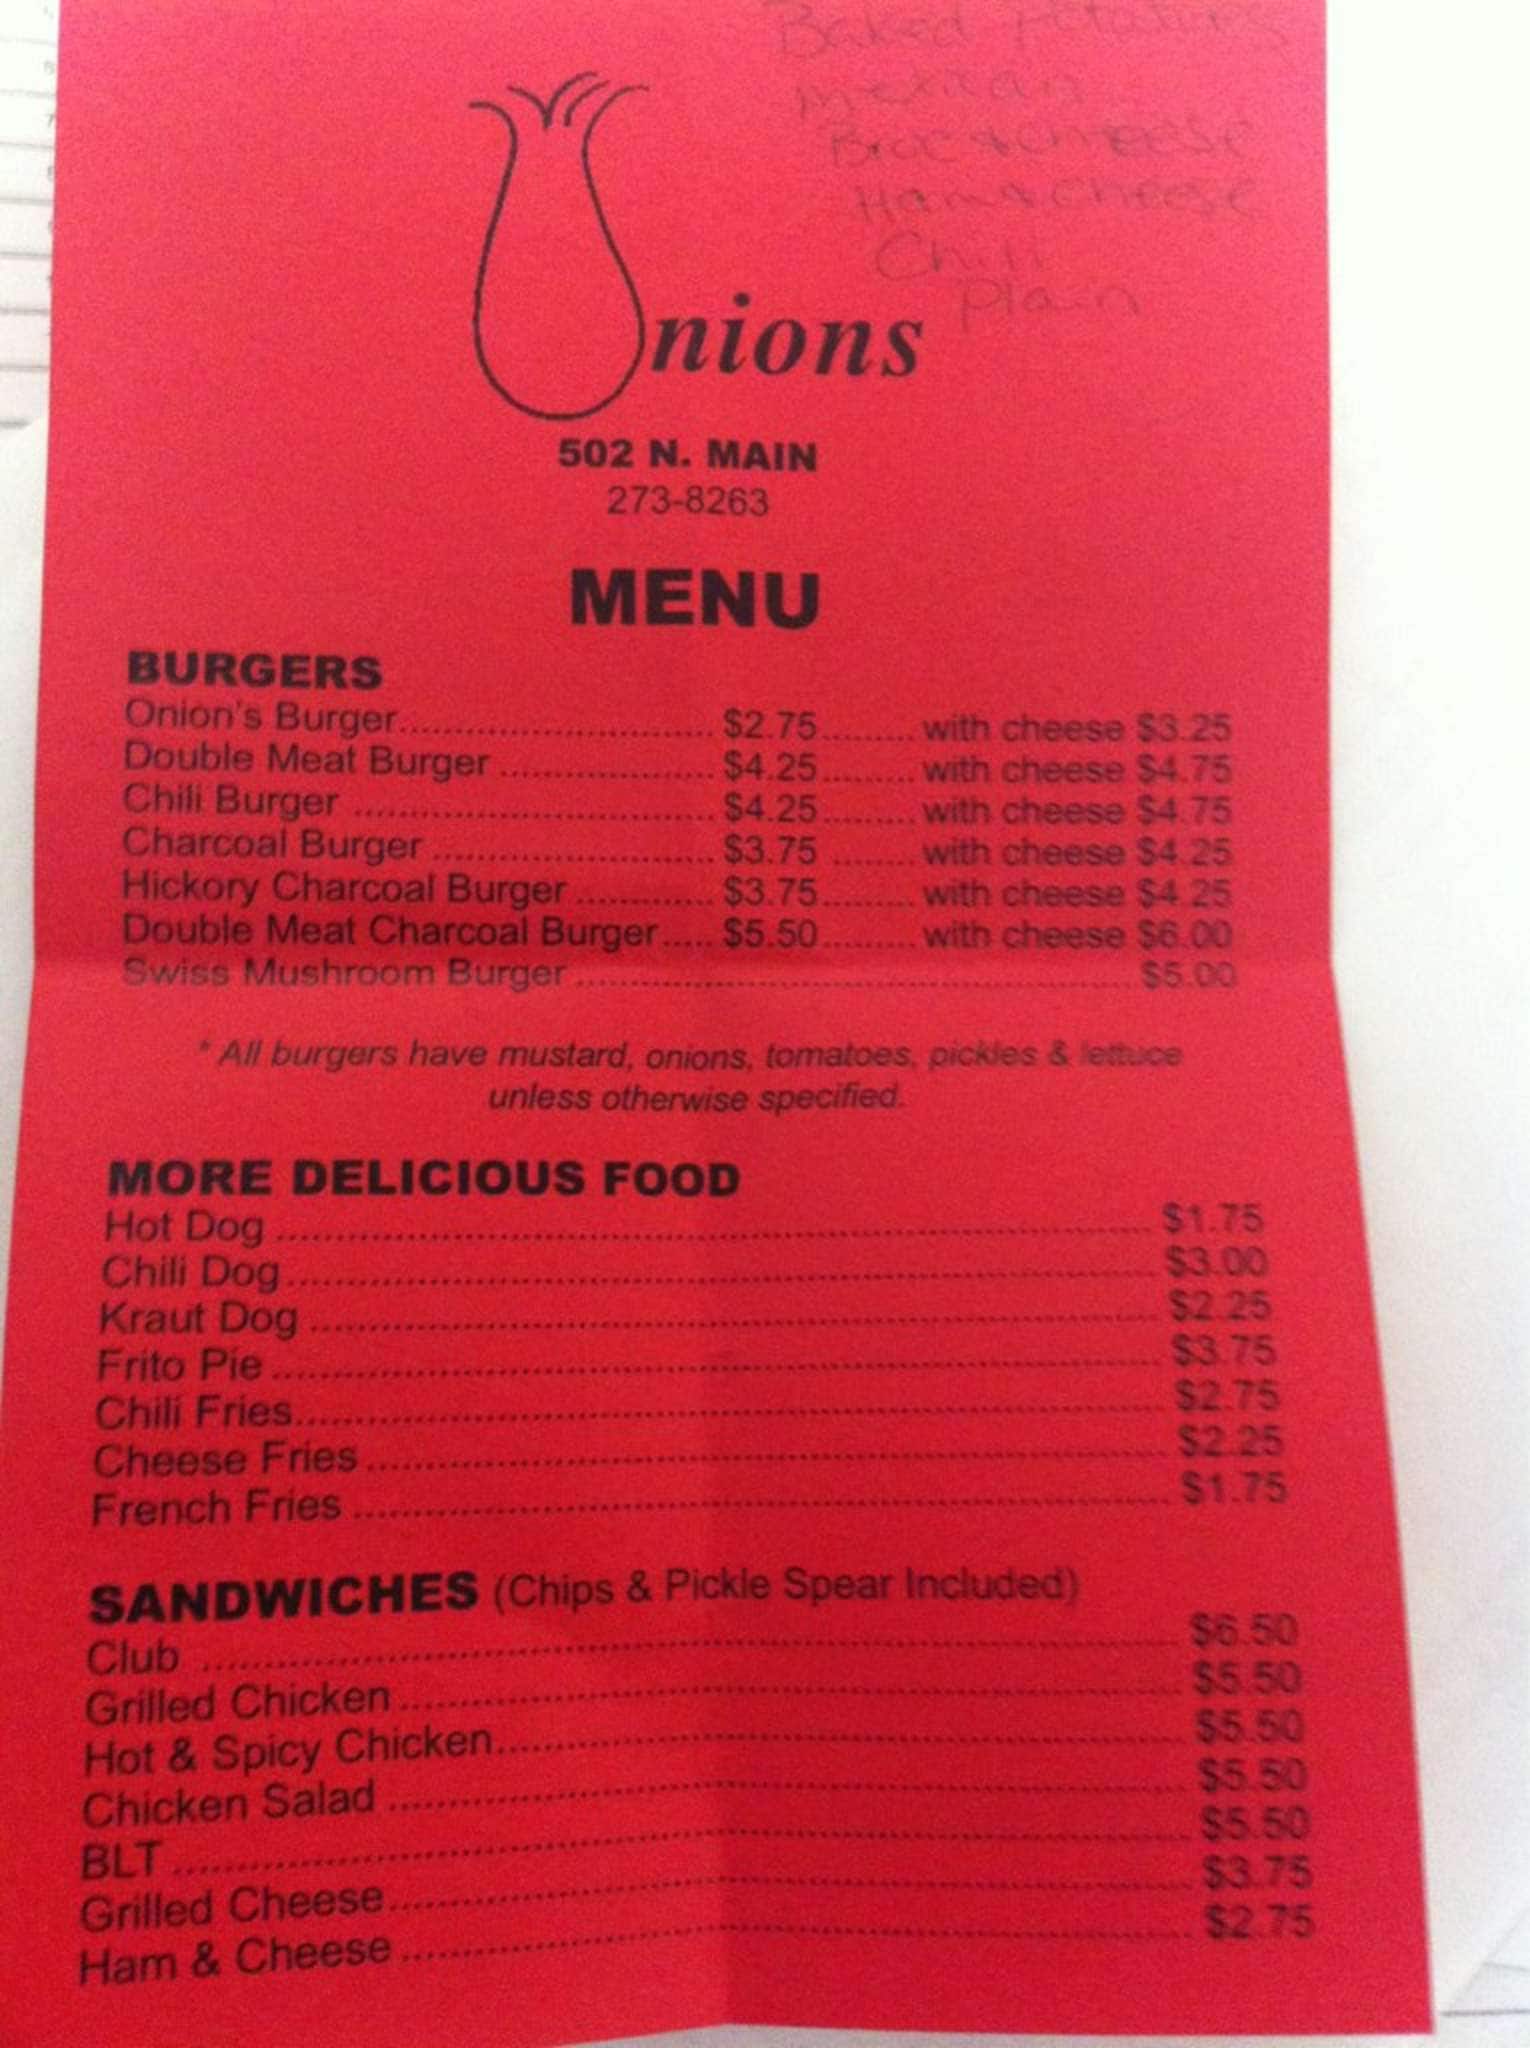 Baked potatoes
Mexican
Broc & cheese
Ham & cheese
Chili
Plain
Onions
502 N. MAIN
273-8263
MENU
BURGERS
Onion's Burger.............................. $2.75......... with cheese $3.25
Double Meat Burger .................... $4.25......... with cheese $4.75
Chili Burger .................................. $4.25......... with cheese $4.75
Charcoal Burger .......................... $3.75 ........ with cheese $4.25
Hickory Charcoal Burger ............. $3.75......... with cheese $4.25
Double Meat Charcoal Burger..... $5.50......... with cheese $6.00
Swiss Mushroom Burger ..................................................... $5.00
* All burgers have mustard, onions, tomatoes, pickles & lettuce
unless otherwise specified.
MORE DELICIOUS FOOD
Hot Dog .................................................................................. $1.75
Chili Dog................................................................................. $3.00
Kraut Dog ............................................................................... $2.25
Frito Pie .................................................................................. $3.75
Chili Fries................................................................................ $2.75
Cheese Fries .......................................................................... $2.25
French Fries ........................................................................... $1.75
SANDWICHES (Chips & Pickle Spear Included)
Club ........................................................................................ $6.50
Grilled Chicken ....................................................................... $5.50
Hot & Spicy Chicken............................................................... $5.50
Chicken Salad ........................................................................ $5.50
BLT ......................................................................................... $5.50
Grilled Cheese........................................................................ $3.75
Ham & Cheese ....................................................................... $2.75